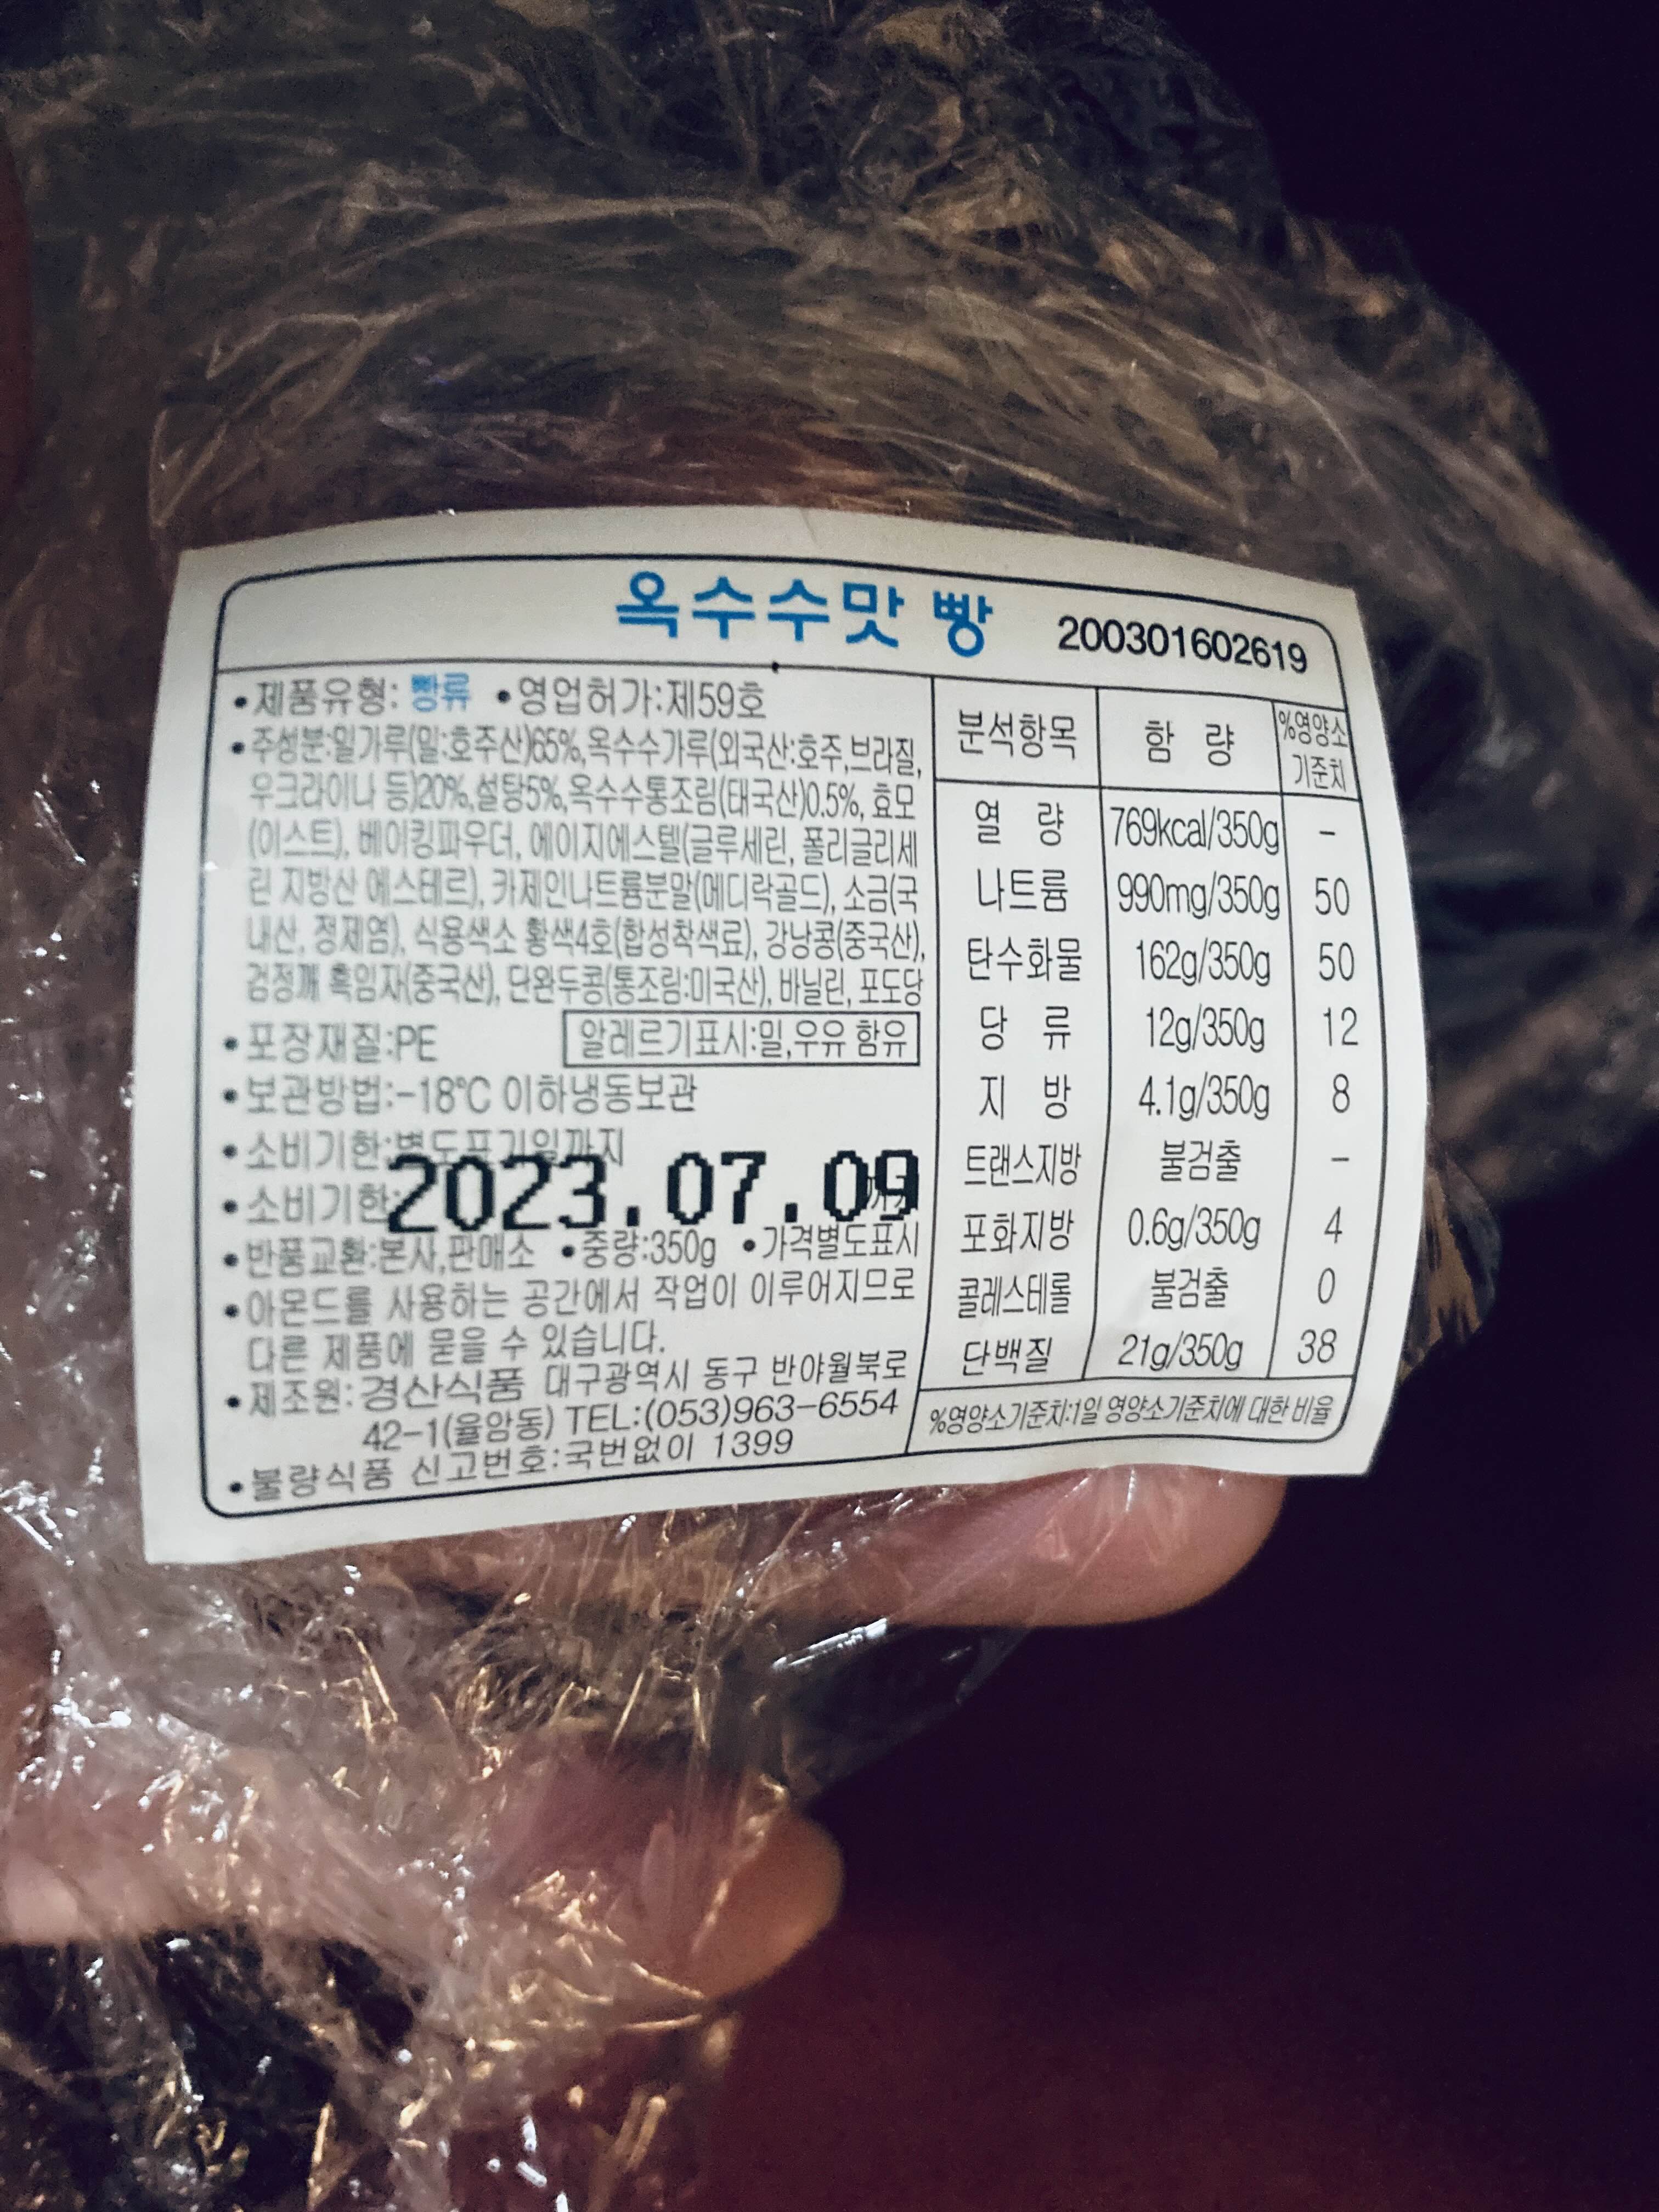 옥수수맛 빵 200301602619
•제품유형: 빵류 •영업허가:제59호
•주성분:밀가루(밀:호주산)65%,옥수수가루(외국산:호주,브라질,
우크라이나 등)20%,설탕5%,옥수수통조림(태국산)0.5%, 효모
(이스트), 베이킹파우더, 에이지에스텔(글루세린, 폴리글리세
린 지방산 에스테르), 카제인나트륨분말(메디락골드), 소금(국
내산, 정제염), 식용색소 황색4호(합성착색료), 강낭콩(중국산),
검정깨 흑임자(중국산), 단완두콩(통조림:미국산), 바닐린, 포도당
•포장재질:PE 알레르기표시:밀,우유 함유
•보관방법:-18℃ 이하냉동보관
•소비기한:별도표기일까지
•소비기한:2023.07.09 까지
•반품교환:본사,판매소 •중량:350g •가격별도표시
•아몬드를 사용하는 공간에서 작업이 이루어지므로
다른 제품에 묻을 수 있습니다.
•제조원:경산식품 대구광역시 동구 반야월북로
42-1(율암동) TEL:(053)963-6554
•불량식품 신고번호:국번없이 1399
분석항목 함 량 %영양소
기준치
열 량 769kcal/350g -
나트륨 990mg/350g 50
탄수화물 162g/350g 50
당 류 12g/350g 12
지 방 4.1g/350g 8
트랜스지방 불검출 -
포화지방 0.6g/350g 4
콜레스테롤 불검출 0
단백질 21g/350g 38
%영양소기준치:1일 영양소기준치에 대한 비율